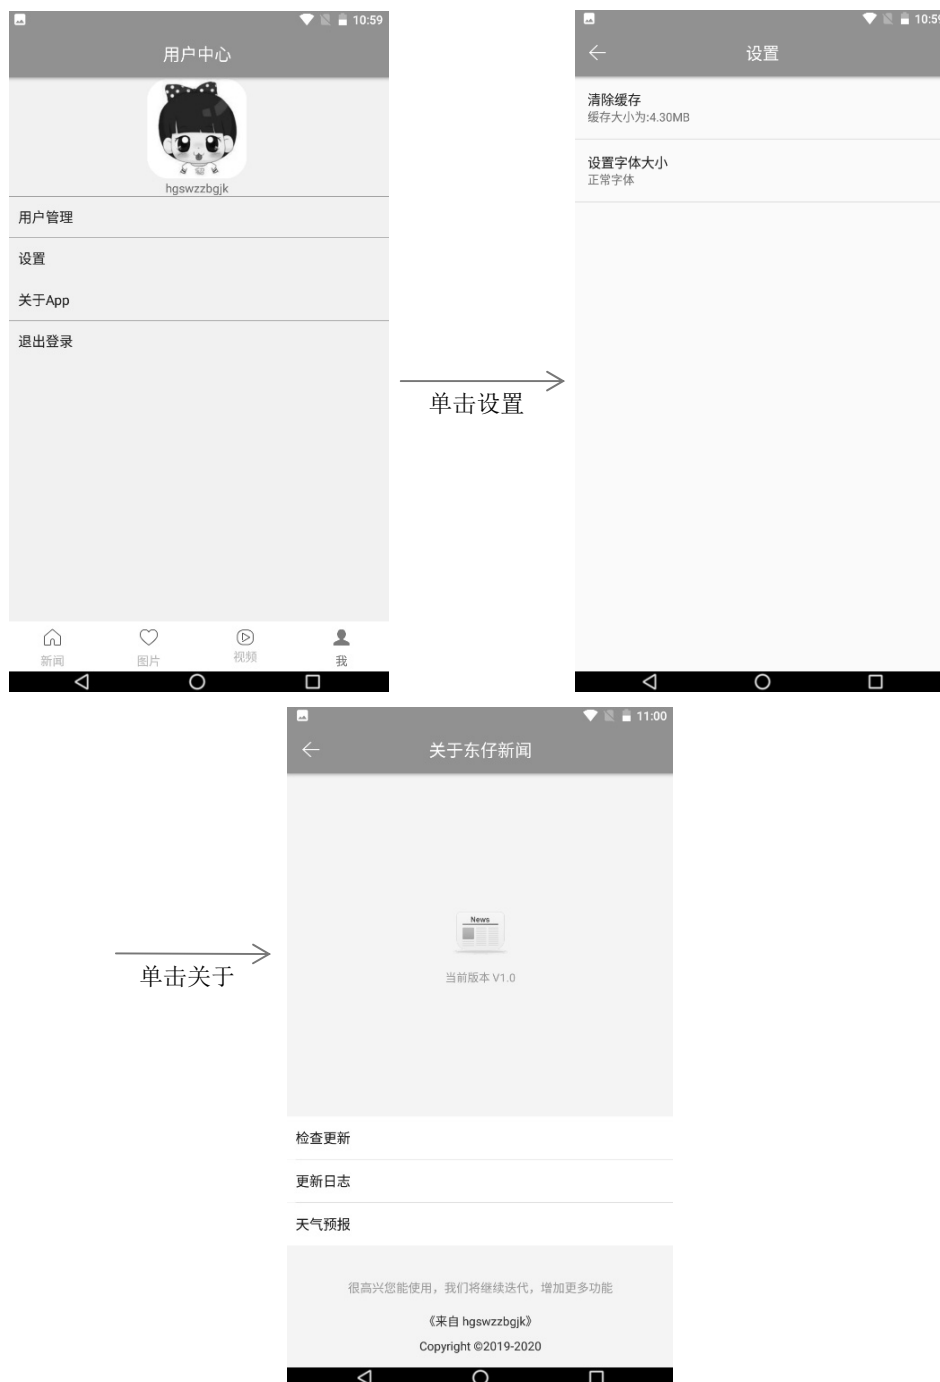 10:59
用户中心
hgswzzbgjk
用户管理
设置
关于App
退出登录
新闻
图片
视频
我
单击设置
10:59
设置
清除缓存
缓存大小为:4.30MB
设置字体大小
正常字体
单击关于
11:00
关于东仔新闻
News
当前版本 V1.0
检查更新
更新日志
天气预报
很高兴您能使用，我们将继续迭代，增加更多功能
《来自 hgswzzbgjk》
Copyright ©2019-2020